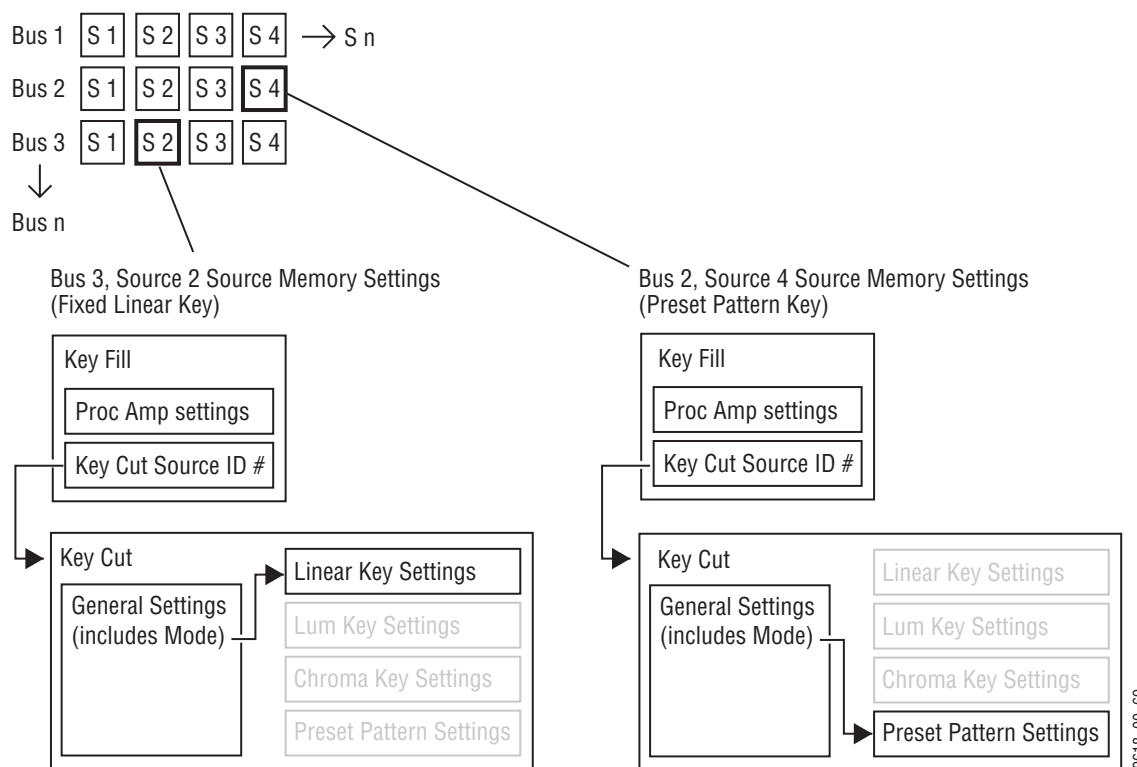 Bus 1 S 1 S 2 S 3 S 4 S n
Bus 2 S 1 S 2 S 3 S 4
Bus 3 S 1 S 2 S 3 S 4
Bus n
Bus 3, Source 2 Source Memory Settings
(Fixed Linear Key)
Key Fill
Proc Amp settings
Key Cut Source ID #
Key Cut
General Settings
(includes Mode)
Linear Key Settings
Lum Key Settings
Chroma Key Settings
Preset Pattern Settings
Bus 2, Source 4 Source Memory Settings
(Preset Pattern Key)
Key Fill
Proc Amp settings
Key Cut Source ID #
Key Cut
General Settings
(includes Mode)
Linear Key Settings
Lum Key Settings
Chroma Key Settings
Preset Pattern Settings